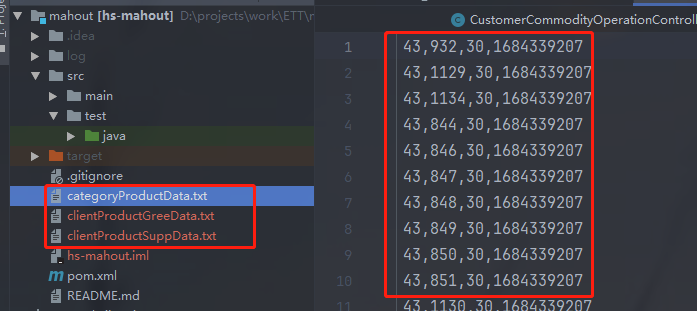 mahout [hs-mahout] D:\projects\work\ETT\r
.idea
log
src
main
test
java
target
.gitignore
categoryProductData.txt
clientProductGreeData.txt
clientProductSuppData.txt
hs-mahout.iml
pom.xml
README.md
CustomerCommodityOperationControll
1 43,932,30,1684339207
2 43,1129,30,1684339207
3 43,1134,30,1684339207
4 43,844,30,1684339207
5 43,846,30,1684339207
6 43,847,30,1684339207
7 43,848,30,1684339207
8 43,849,30,1684339207
9 43,850,30,1684339207
10 43,851,30,1684339207
11 43,1130,30,1684339207